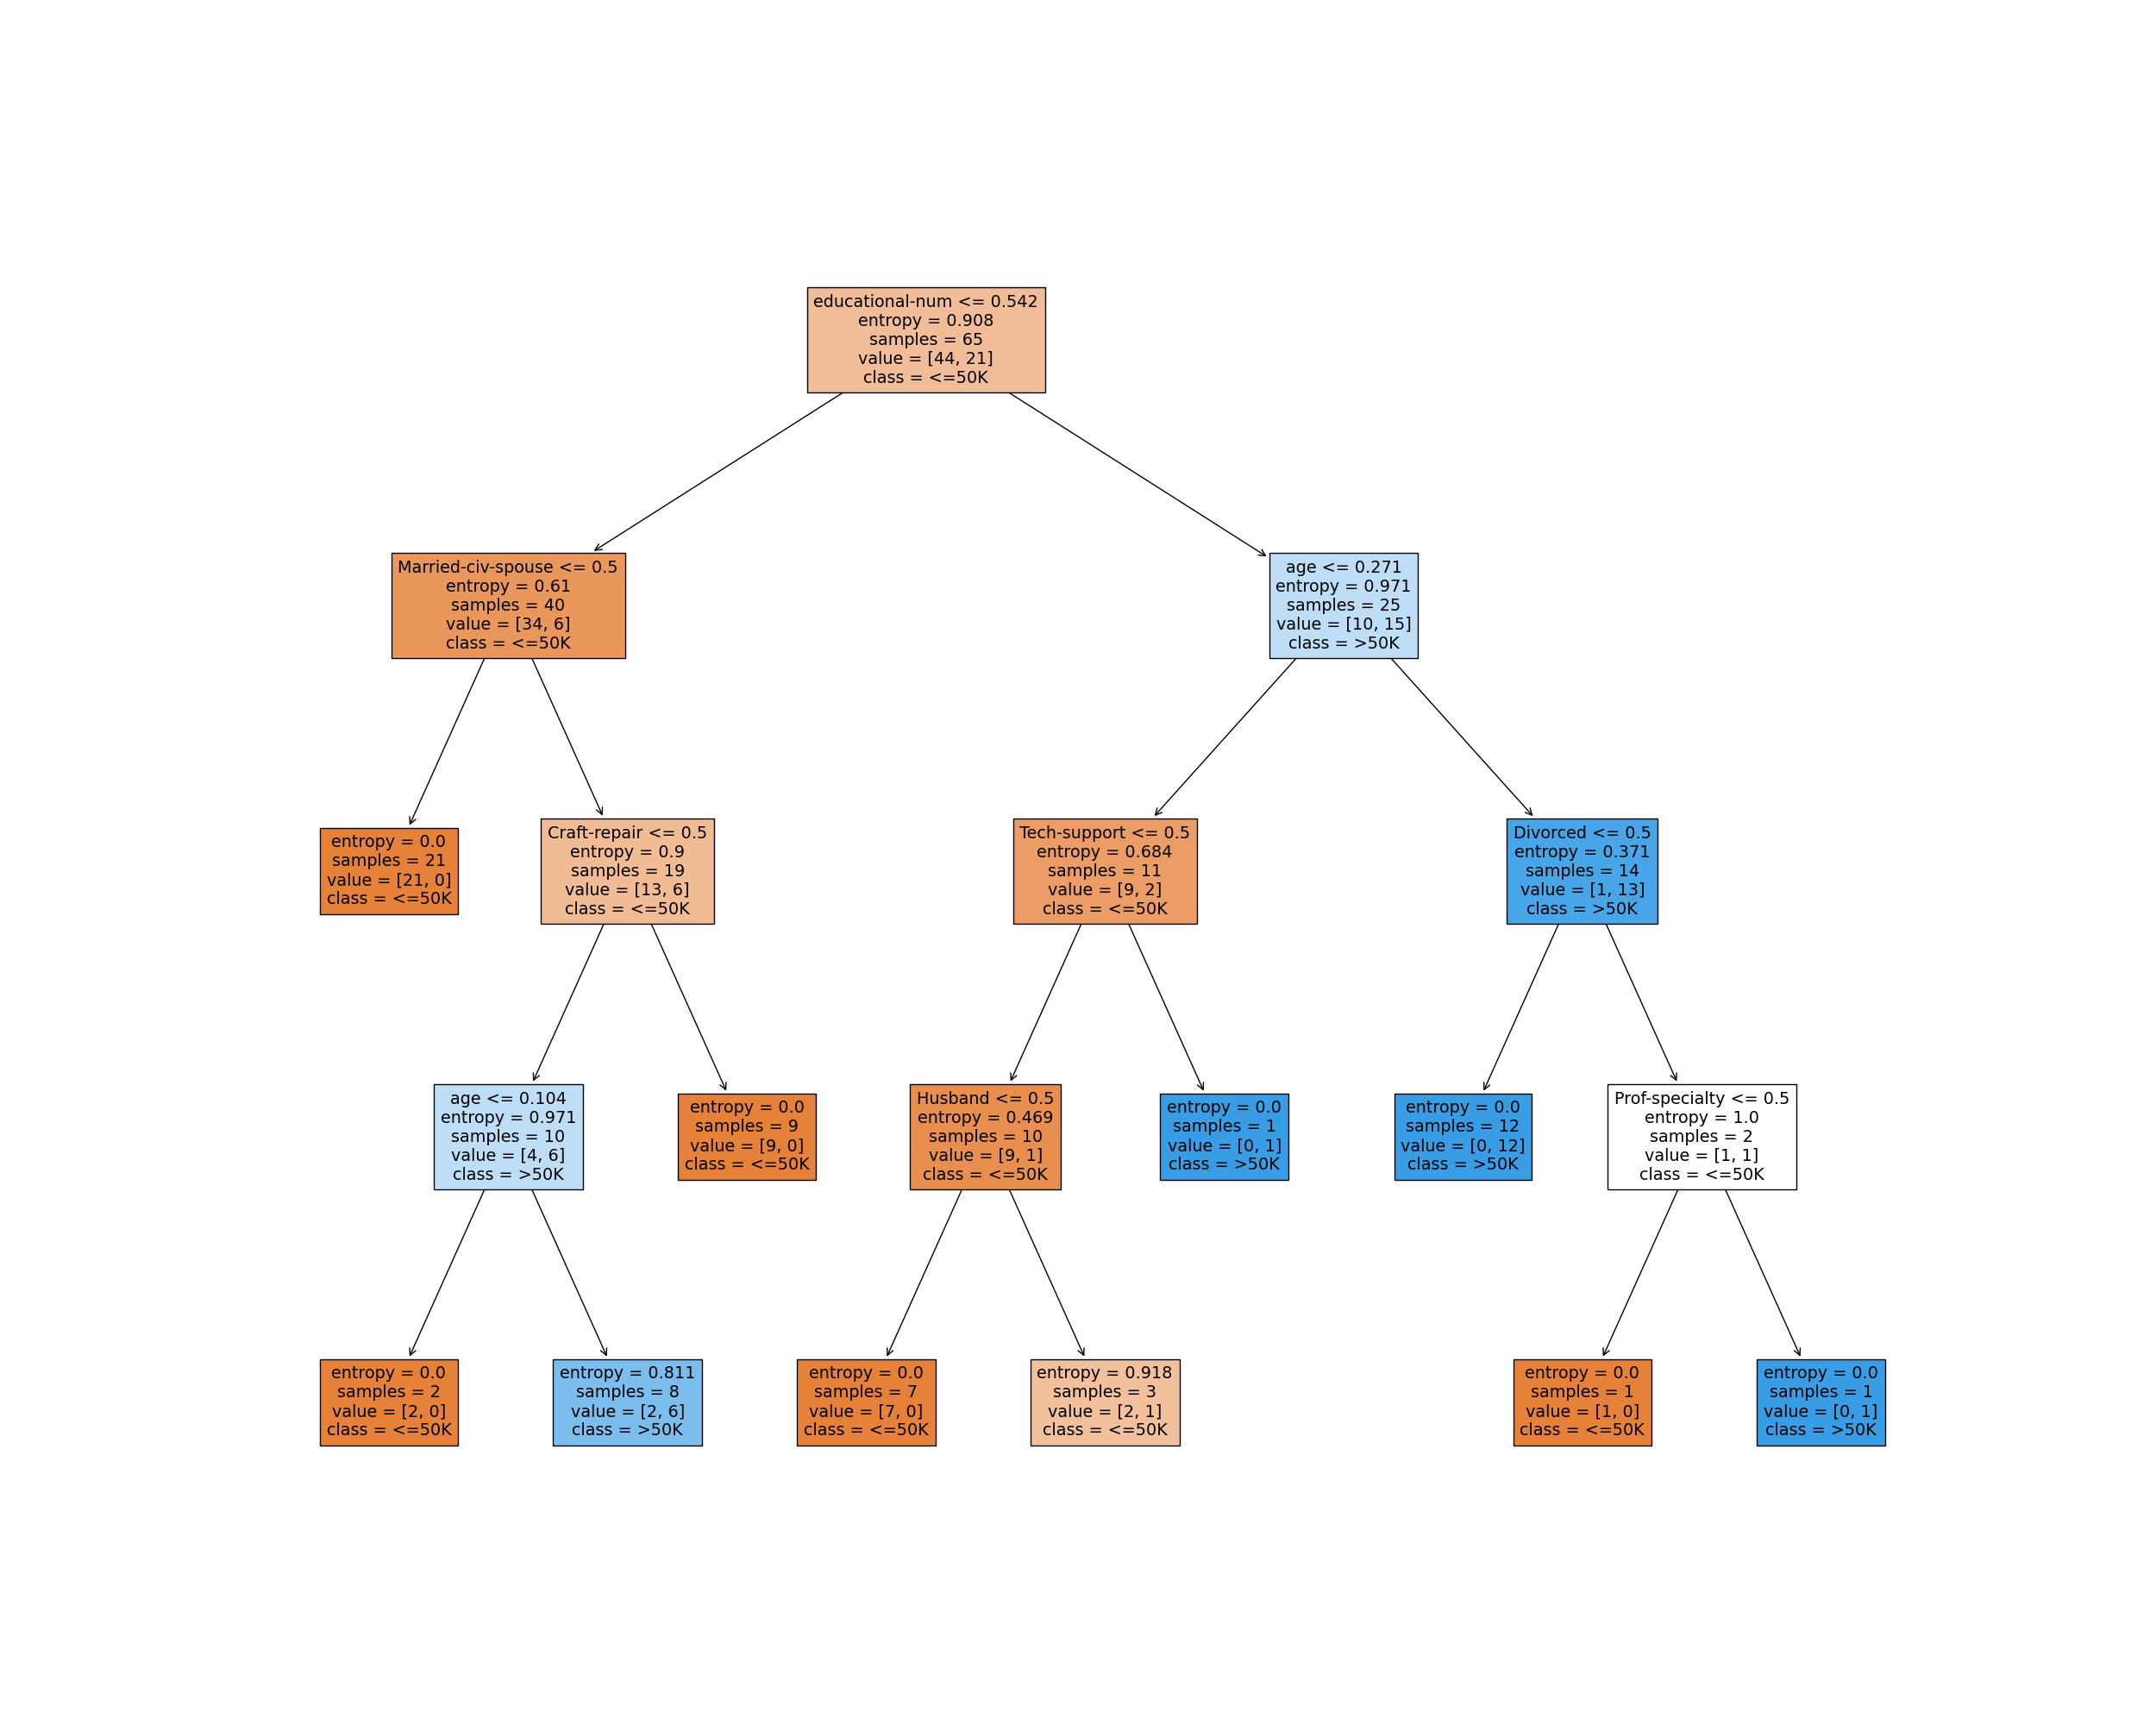 educational-num <= 0.542
entropy = 0.908
samples = 65
value = [44, 21]
class = <=50K
Married-civ-spouse <= 0.5
entropy = 0.61
samples = 40
value = [34, 6]
class = <=50K
age <= 0.271
entropy = 0.971
samples = 25
value = [10, 15]
class = >50K
entropy = 0.0
samples = 21
value = [21, 0]
class = <=50K
Craft-repair <= 0.5
entropy = 0.9
samples = 19
value = [13, 6]
class = <=50K
Tech-support <= 0.5
entropy = 0.684
samples = 11
value = [9, 2]
class = <=50K
Divorced <= 0.5
entropy = 0.371
samples = 14
value = [1, 13]
class = >50K
age <= 0.104
entropy = 0.971
samples = 10
value = [4, 6]
class = >50K
entropy = 0.0
samples = 9
value = [9, 0]
class = <=50K
Husband <= 0.5
entropy = 0.469
samples = 10
value = [9, 1]
class = <=50K
entropy = 0.0
samples = 1
value = [0, 1]
class = >50K
entropy = 0.0
samples = 12
value = [0, 12]
class = >50K
Prof-specialty <= 0.5
entropy = 1.0
samples = 2
value = [1, 1]
class = <=50K
entropy = 0.0
samples = 2
value = [2, 0]
class = <=50K
entropy = 0.811
samples = 8
value = [2, 6]
class = >50K
entropy = 0.0
samples = 7
value = [7, 0]
class = <=50K
entropy = 0.918
samples = 3
value = [2, 1]
class = <=50K
entropy = 0.0
samples = 1
value = [1, 0]
class = <=50K
entropy = 0.0
samples = 1
value = [0, 1]
class = >50K